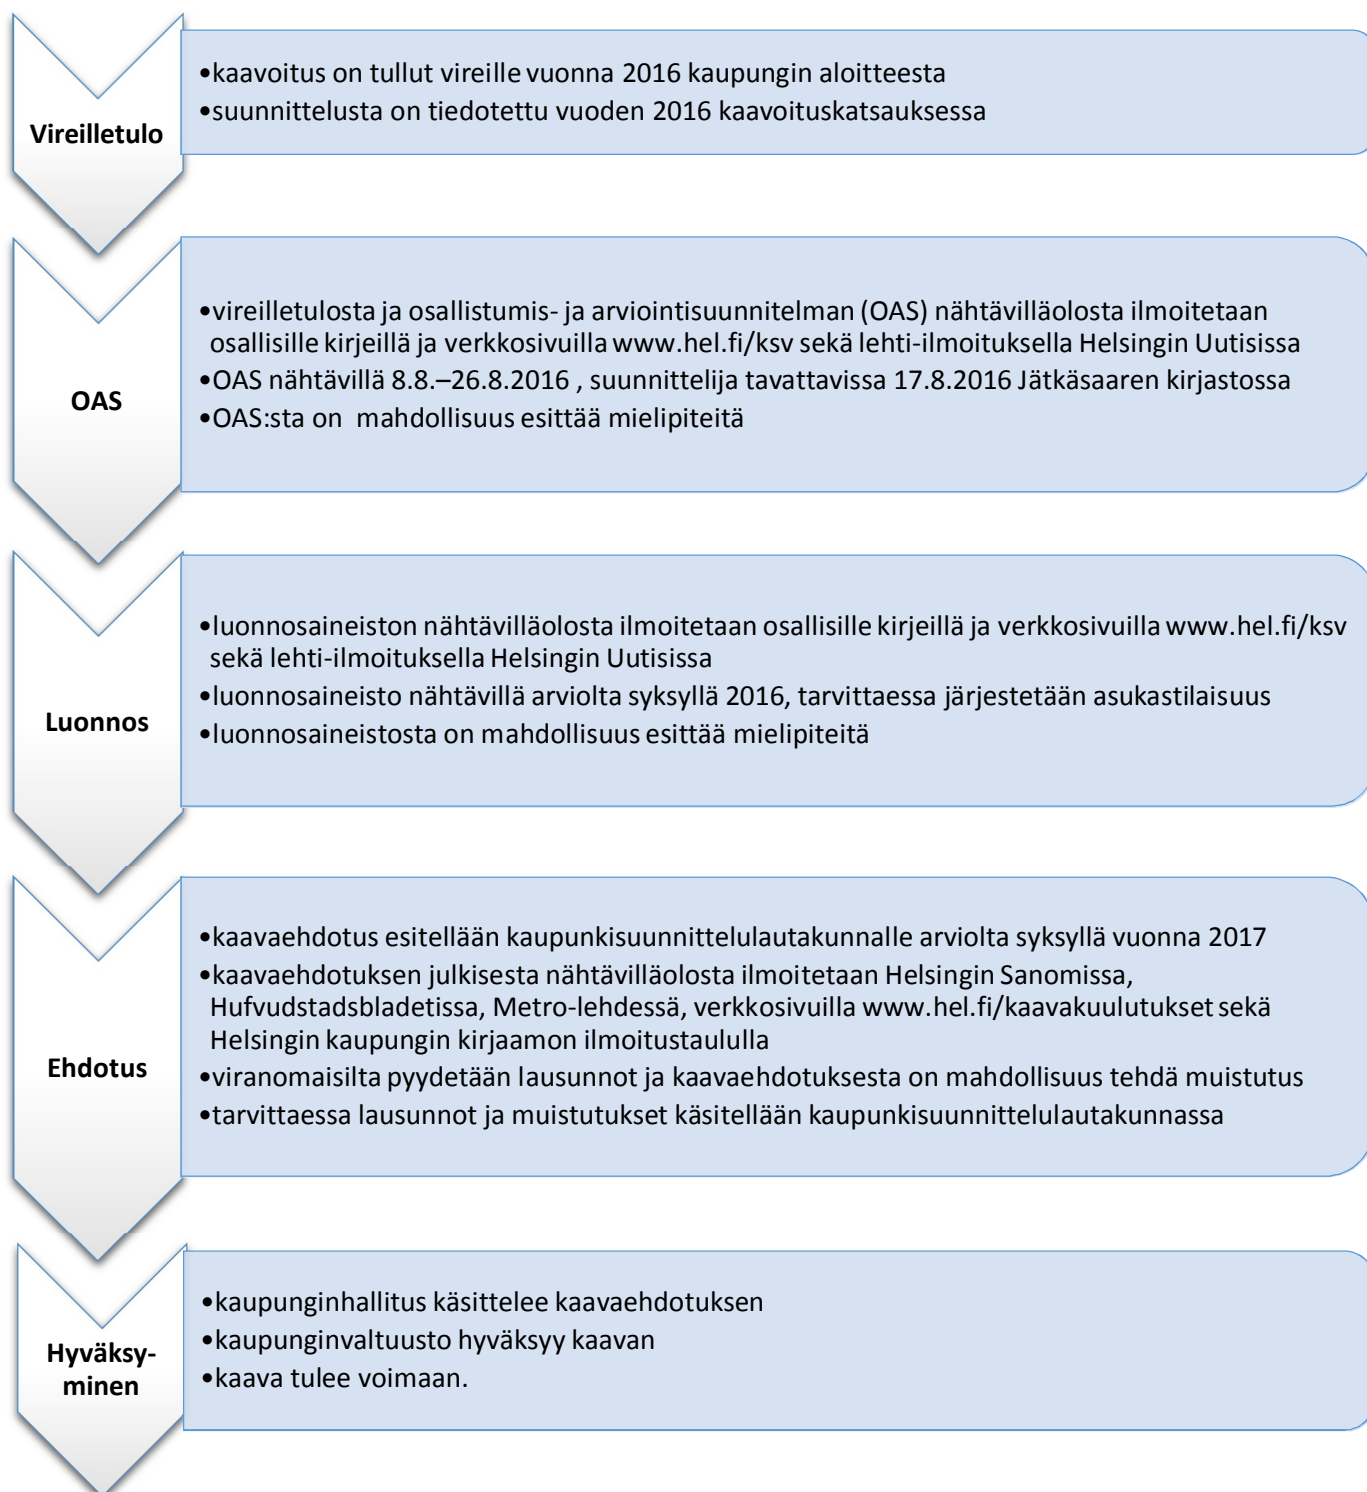 Vireilletulo
•kaavoitus on tullut vireille vuonna 2016 kaupungin aloitteesta
•suunnittelusta on tiedotettu vuoden 2016 kaavoituskatsauksessa
OAS
•vireilletulosta ja osallistumis- ja arviointisuunnitelman (OAS) nähtävilläolosta ilmoitetaan
osallisille kirjeillä ja verkkosivuilla www.hel.fi/ksv sekä lehti-ilmoituksella Helsingin Uutisissa
•OAS nähtävillä 8.8.–26.8.2016 , suunnittelija tavattavissa 17.8.2016 Jätkäsaaren kirjastossa
•OAS:sta on mahdollisuus esittää mielipiteitä
Luonnos
•luonnosaineiston nähtävilläolosta ilmoitetaan osallisille kirjeillä ja verkkosivuilla www.hel.fi/ksv
sekä lehti-ilmoituksella Helsingin Uutisissa
•luonnosaineisto nähtävillä arviolta syksyllä 2016, tarvittaessa järjestetään asukastilaisuus
•luonnosaineistosta on mahdollisuus esittää mielipiteitä
Ehdotus
•kaavaehdotus esitellään kaupunkisuunnittelulautakunnalle arviolta syksyllä vuonna 2017
•kaavaehdotuksen julkisesta nähtävilläolosta ilmoitetaan Helsingin Sanomissa,
Hufvudstadsbladetissa, Metro-lehdessä, verkkosivuilla www.hel.fi/kaavakuulutukset sekä
Helsingin kaupungin kirjaamon ilmoitustaululla
•viranomaisilta pyydetään lausunnot ja kaavaehdotuksesta on mahdollisuus tehdä muistutus
•tarvittaessa lausunnot ja muistutukset käsitellään kaupunkisuunnittelulautakunnassa
Hyväksy-
minen
•kaupunginhallitus käsittelee kaavaehdotuksen
•kaupunginvaltuusto hyväksyy kaavan
•kaava tulee voimaan.